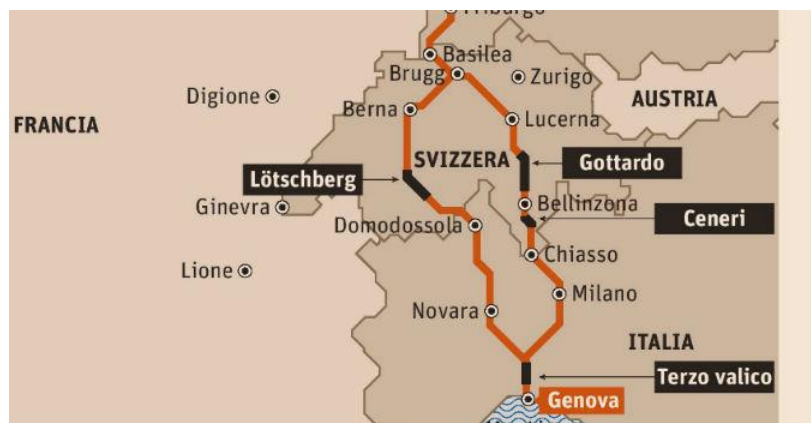 Friburgo
Basilea
Brugg
Zurigo
Digione
AUSTRIA
Berna
Lucerna
FRANCIA
SVIZZERA
Gottardo
Lötschberg
Bellinzona
Ginevra
Ceneri
Domodossola
Chiasso
Lione
Milano
Novara
ITALIA
Terzo valico
Genova